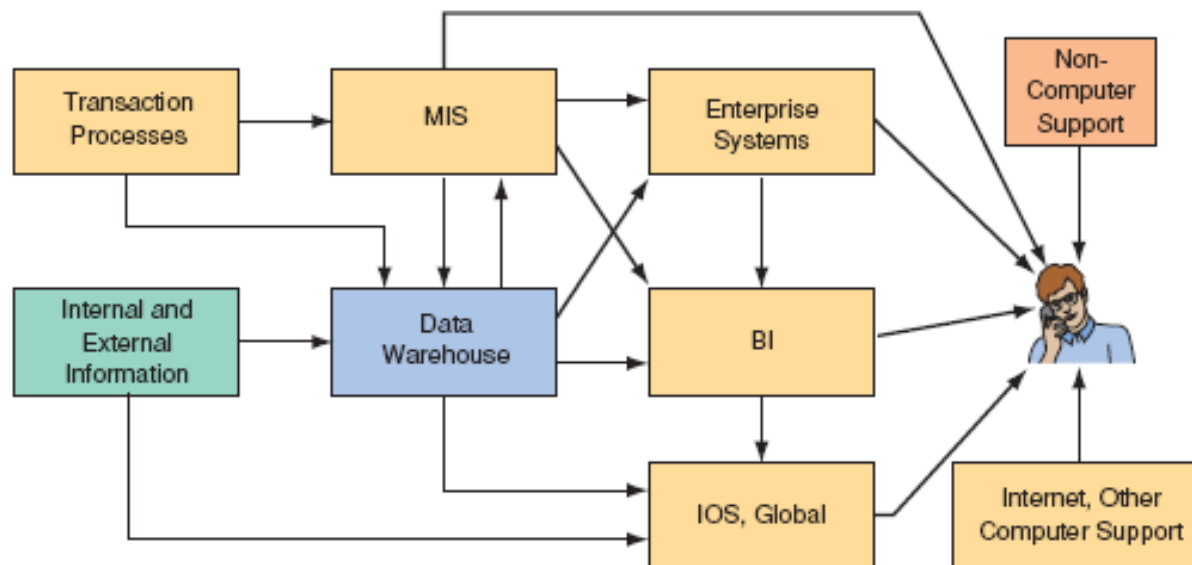 Transaction
Processes
MIS
Enterprise
Systems
Non-
Computer
Support
Internal and
External
Information
Data
Warehouse
BI
IOS, Global
Internet, Other
Computer Support